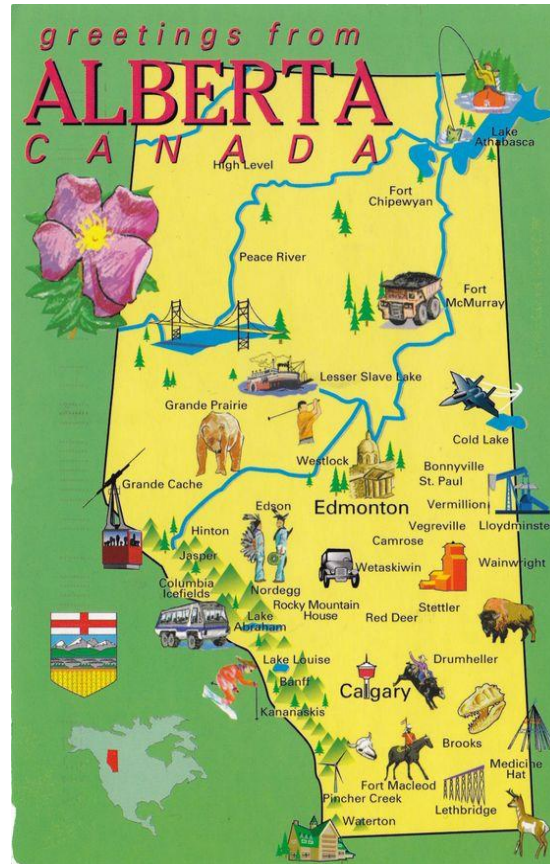 greetings from
ALBERTA
CANADA
Lake
Athabasca
High Level
Fort
Chipewyan
Peace River
Fort
McMurray
Lesser Slave Lake
Grande Prairie
Cold Lake
Westlock
Bonnyville
St. Paul
Grande Cache
Edson
Edmonton
Vermillion
Vegreville
Lloydminster
Hinton
Camrose
Jasper
Wetaskiwin
Wainwright
Columbia
Icefields
Nordegg
Rocky Mountain
House
Stettler
Red Deer
Lake
Abraham
Lake Louise
Drumheller
Banff
Calgary
Kananaskis
Brooks
Medicine
Hat
Fort Macleod
Pincher Creek
Lethbridge
Waterton